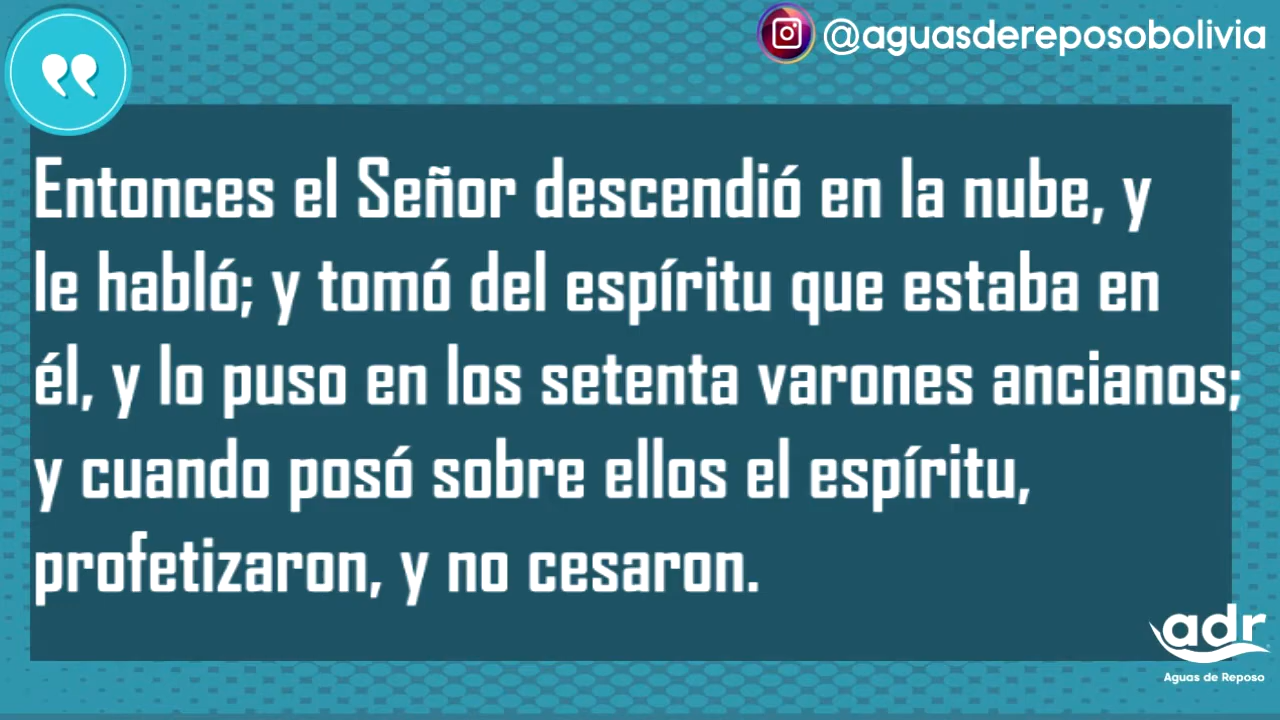 @aguasdereposobolivia
Entonces el Señor descendió en la nube, y
le habló; y tomó del espíritu que estaba en
él, y lo puso en los setenta varones ancianos;
y cuando posó sobre ellos el espíritu,
profetizaron, y no cesaron.
adr
Aguas de Reposo